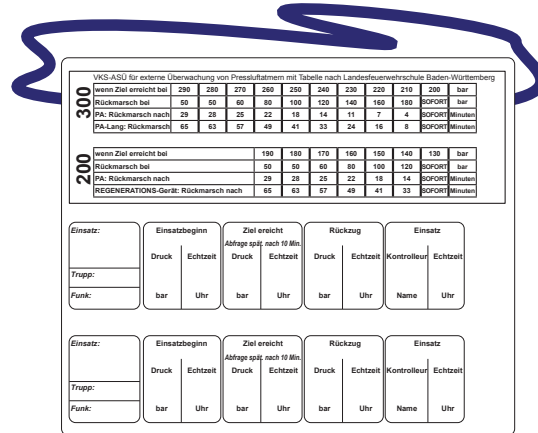 VKS-ASÜ für externe Überwachung von Pressluftatmern mit Tabelle nach Landesfeuerwehrschule Baden-Württemberg
300
wenn Ziel erreicht bei 290 280 270 260 250 240 230 220 210 200 bar
Rückmarsch bei 50 50 60 80 100 120 140 160 180 SOFORT bar
PA: Rückmarsch nach 29 28 25 22 18 14 11 7 4 SOFORT Minuten
PA-Lang: Rückmarsch 65 63 57 49 41 33 24 16 8 SOFORT Minuten
200
wenn Ziel erreicht bei 190 180 170 160 150 140 130 bar
Rückmarsch bei 50 50 60 80 100 120 SOFORT bar
PA: Rückmarsch nach 29 28 25 22 18 14 SOFORT Minuten
REGENERATIONS-Gerät: Rückmarsch nach 65 63 57 49 41 33 SOFORT Minuten
Einsatz: Einsatzbeginn Ziel ereicht Rückzug Einsatz
Abfrage spät. nach 10 Min.
Druck Echtzeit Druck Echtzeit Druck Echtzeit Kontrolleur Echtzeit
Trupp:
Funk: bar Uhr bar Uhr bar Uhr Name Uhr
Einsatz: Einsatzbeginn Ziel ereicht Rückzug Einsatz
Abfrage spät. nach 10 Min.
Druck Echtzeit Druck Echtzeit Druck Echtzeit Kontrolleur Echtzeit
Trupp:
Funk: bar Uhr bar Uhr bar Uhr Name Uhr